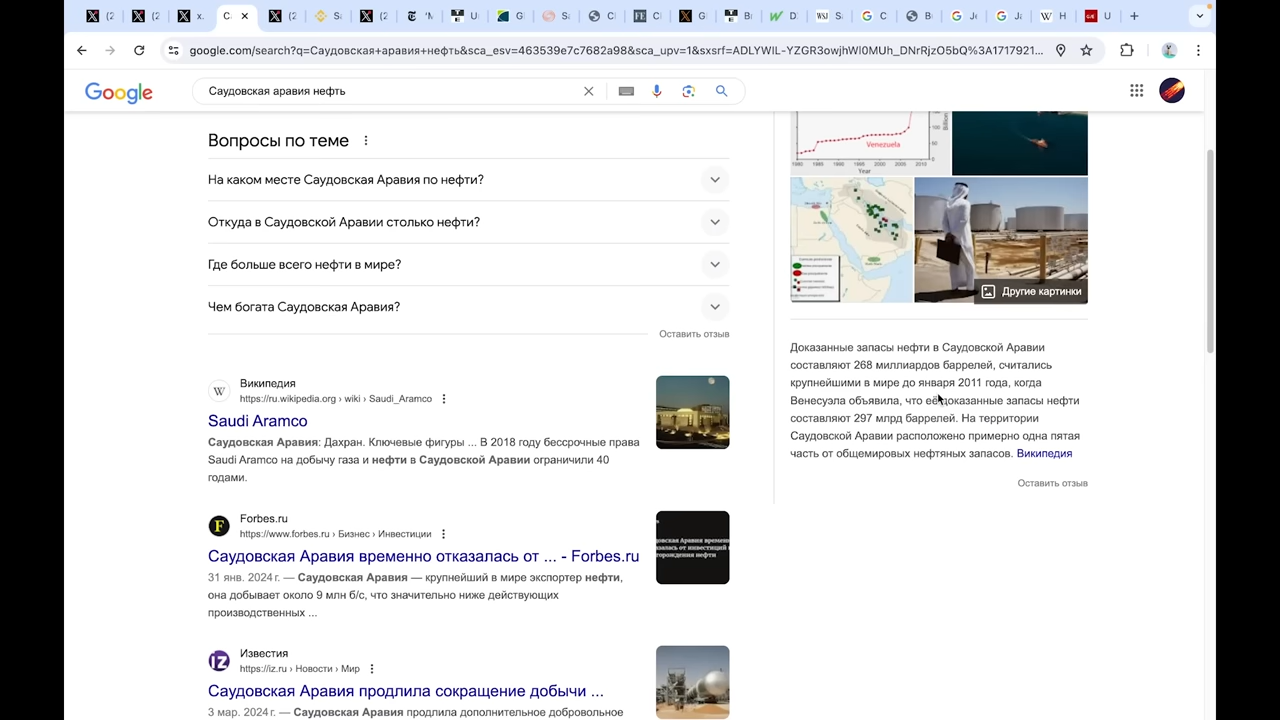 google.com/search?q=Саудовская+аравия+нефть&sca_esv=463539e7c7682a98&sca_upv=1&sxsrf=ADLYWIL-YZGR3owjhWl0MUh_DNrRjzO5bQ%3A1717921...
Google
Саудовская аравия нефть
Вопросы по теме
На каком месте Саудовская Аравия по нефти?
Откуда в Саудовской Аравии столько нефти?
Где больше всего нефти в мире?
Чем богата Саудовская Аравия?
Оставить отзыв
Википедия
https://ru.wikipedia.org › wiki › Saudi_Aramco
Saudi Aramco
Саудовская Аравия: Дахран. Ключевые фигуры ... В 2018 году бессрочные права
Saudi Aramco на добычу газа и нефти в Саудовской Аравии ограничили 40
годами.
Forbes.ru
https://www.forbes.ru › Бизнес › Инвестиции
Саудовская Аравия временно отказалась от ... - Forbes.ru
31 янв. 2024 г. — Саудовская Аравия — крупнейший в мире экспортер нефти,
она добывает около 9 млн б/с, что значительно ниже действующих
производственных ...
Известия
https://iz.ru › Новости › Мир
Саудовская Аравия продлила сокращение добычи ...
3 мар. 2024 г. — Саудовская Аравия продлила дополнительное добровольное
Venezuela
Year
Другие картинки
Доказанные запасы нефти в Саудовской Аравии
составляют 268 миллиардов баррелей, считались
крупнейшими в мире до января 2011 года, когда
Венесуэла объявила, что её доказанные запасы нефти
составляют 297 млрд баррелей. На территории
Саудовской Аравии расположено примерно одна пятая
часть от общемировых нефтяных запасов. Википедия
Оставить отзыв